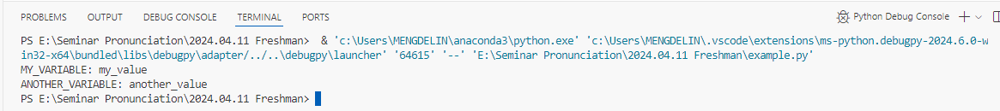 PROBLEMS OUTPUT DEBUG CONSOLE TERMINAL PORTS Python Debug Console
PS E:\Seminar Pronunciation\2024.04.11 Freshman>  & 'c:\Users\MENGDELIN\anaconda3\python.exe' 'c:\Users\MENGDELIN\.vscode\extensions\ms-python.debugpy-2024.6.0-w
in32-x64\bundled\libs\debugpy\adapter/../..\debugpy\launcher' '64615' '--' 'E:\Seminar Pronunciation\2024.04.11 Freshman\example.py'
MY_VARIABLE: my_value
ANOTHER_VARIABLE: another_value
PS E:\Seminar Pronunciation\2024.04.11 Freshman>